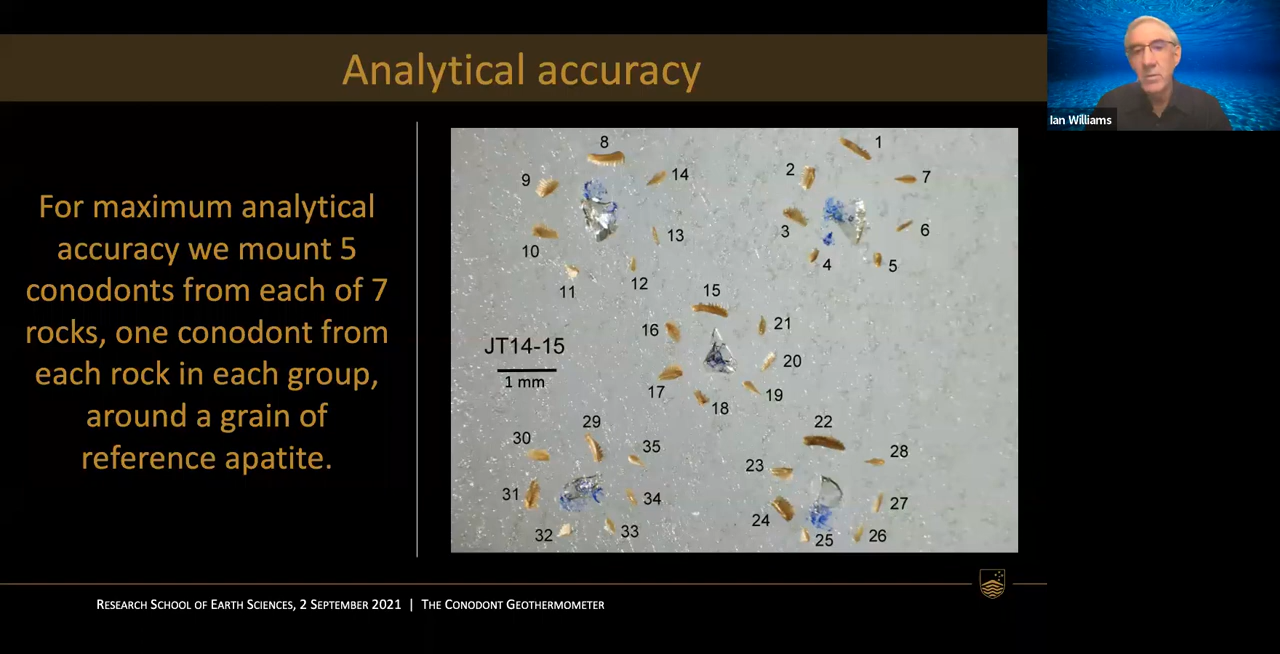 Analytical accuracy
Ian Williams
For maximum analytical
accuracy we mount 5
conodonts from each of 7
rocks, one conodont from
each rock in each group,
around a grain of
reference apatite.
8
1
9
14
2
7
10
13
3
6
11
12
4
5
15
16
21
JT14-15
20
1 mm
17
19
18
29
22
30
35
23
28
31
34
24
27
32
33
25
26
RESEARCH SCHOOL OF EARTH SCIENCES, 2 SEPTEMBER 2021 | THE CONODONT GEOTHERMOMETER